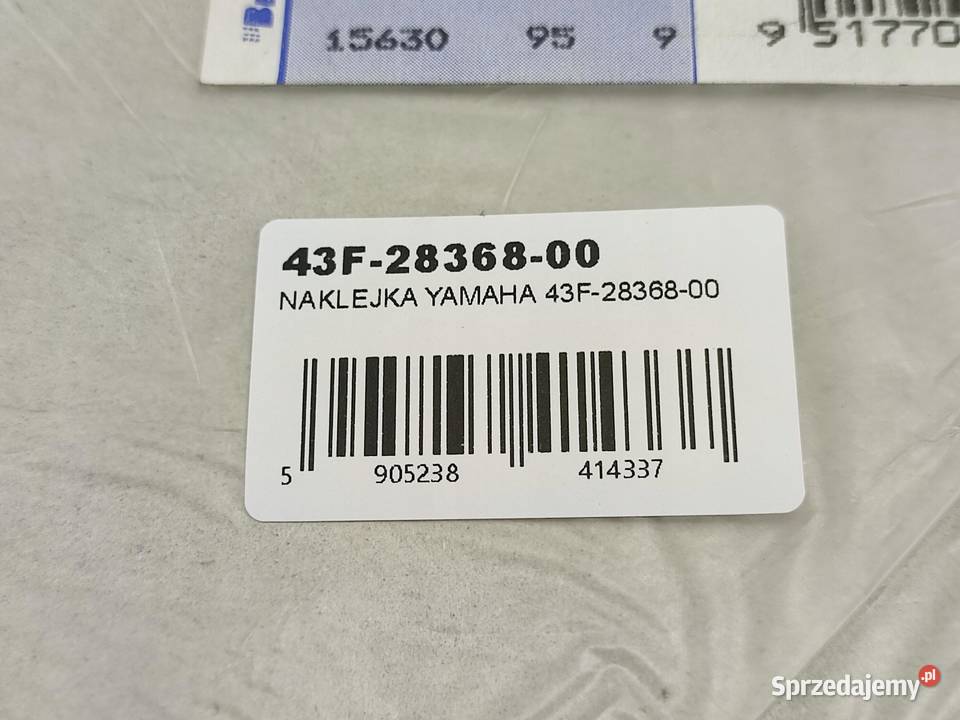 15630 95 9
9 51770
43F-28368-00
NAKLEJKA YAMAHA 43F-28368-00
5 905238 414337
Sprzedajemy.pl